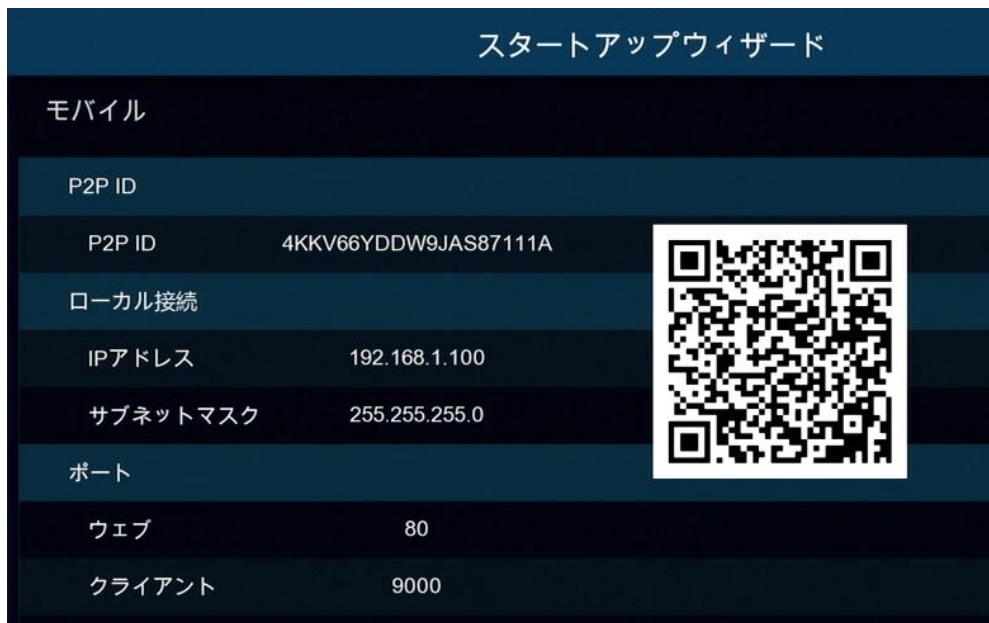 スタートアップウィザード
モバイル
P2P ID
P2P ID 4KKV66YDDW9JAS87111A
ローカル接続
IPアドレス 192.168.1.100
サブネットマスク 255.255.255.0
ポート
ウェブ 80
クライアント 9000